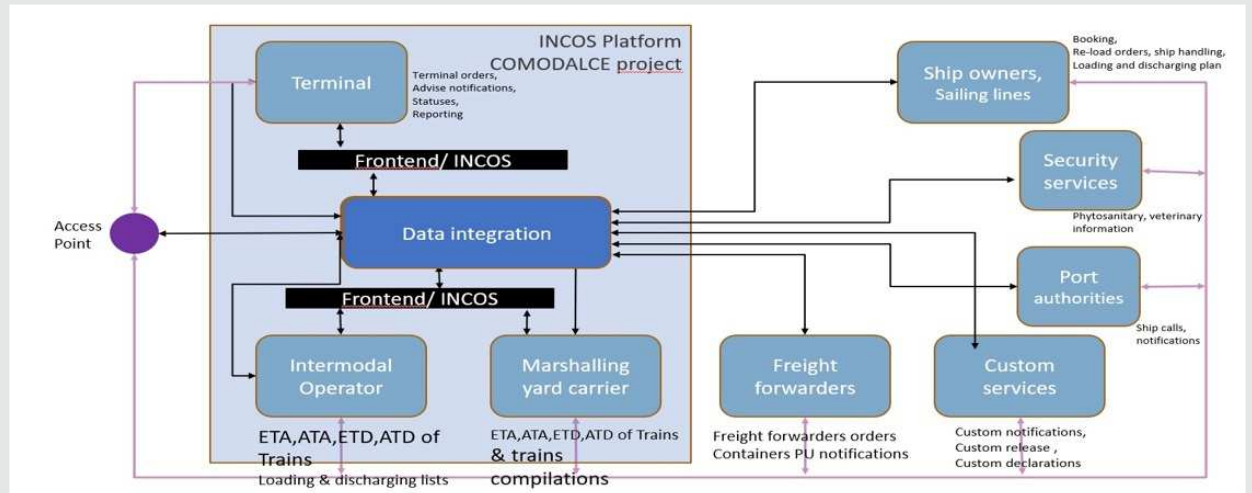 INCOS Platform
COMODALCE project
Terminal
Terminal orders,
Advise notifications,
Statuses,
Reporting
Frontend/ INCOS
Data integration
Frontend/ INCOS
Access
Point
Intermodal
Operator
ETA,ATA,ETD,ATD of
Trains
Loading & discharging lists
Marshalling
yard carrier
ETA,ATA,ETD,ATD of Trains
& trains
compilations
Ship owners,
Sailing lines
Booking,
Re-load orders, ship handling,
Loading and discharging plan
Security
services
Phytosanitary, veterinary
information
Port
authorities
Ship calls,
notifications
Freight
forwarders
Freight forwarders orders
Containers PU notifications
Custom
services
Custom notifications,
Custom release ,
Custom declarations